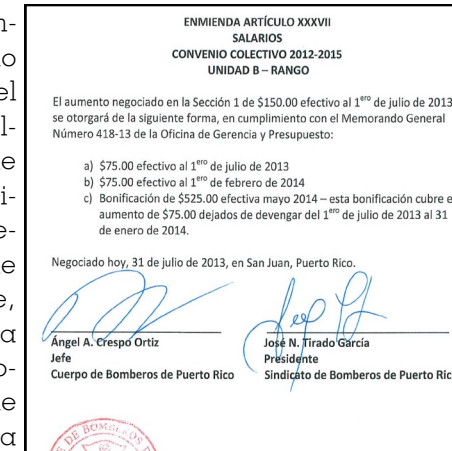 ENMIENDA ARTÍCULO XXXVII
SALARIOS
CONVENIO COLECTIVO 2012-2015
UNIDAD B – RANGO
El aumento negociado en la Sección 1 de $150.00 efectivo al 1ero de julio de 2013
se otorgará de la siguiente forma, en cumplimiento con el Memorando General
Número 418-13 de la Oficina de Gerencia y Presupuesto:
a) $75.00 efectivo al 1ero de julio de 2013
b) $75.00 efectivo al 1ero de febrero de 2014
c) Bonificación de $525.00 efectiva mayo 2014 – esta bonificación cubre e
aumento de $75.00 dejados de devengar del 1ero de julio de 2013 al 31
de enero de 2014.
Negociado hoy, 31 de julio de 2013, en San Juan, Puerto Rico.
Ángel A. Crespo Ortiz
Jefe
Cuerpo de Bomberos de Puerto Rico
José N. Tirado García
Presidente
Sindicato de Bomberos de Puerto Ric
DE BOMBEROS